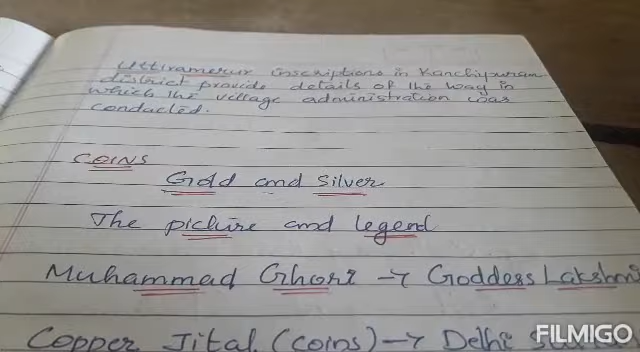 Uttiramerur inscriptions in Kanchipuram
district provide details of the way in
which the village administration was
conducted.
COINS
Gold and Silver
The picture and legend
Muhammad Ghori → Goddess Lakshmi
Copper Jital (coins) → Delhi
FILMIGO